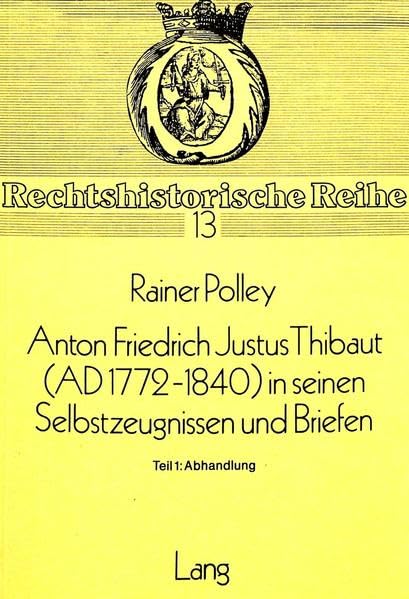 Rechtshistorische Reihe
13
Rainer Polley
Anton Friedrich Justus Thibaut
(AD 1772-1840) in seinen
Selbstzeugnissen und Briefen
Teil 1: Abhandlung
Lang